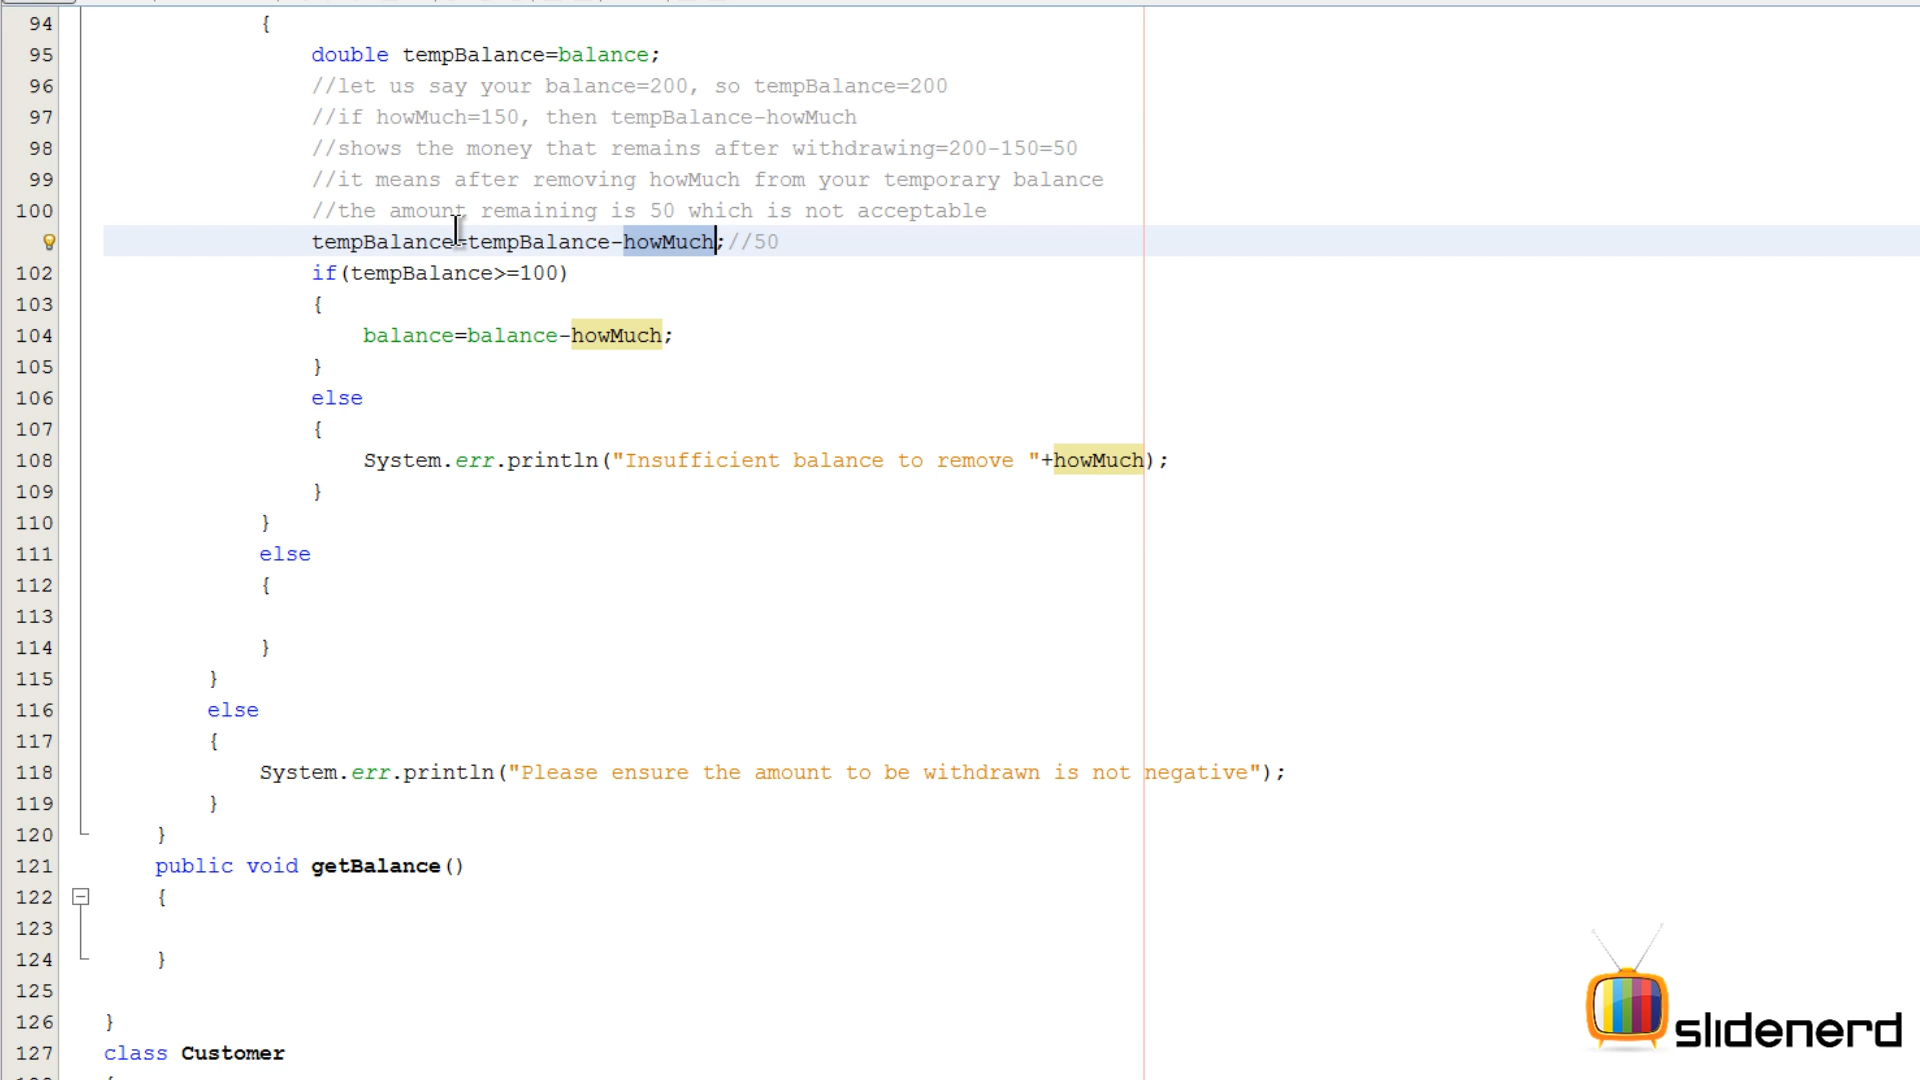 94 {
95 double tempBalance=balance;
96 //let us say your balance=200, so tempBalance=200
97 //if howMuch=150, then tempBalance-howMuch
98 //shows the money that remains after withdrawing=200-150=50
99 //it means after removing howMuch from your temporary balance
100 //the amount remaining is 50 which is not acceptable
tempBalance=tempBalance-howMuch;//50
102 if(tempBalance>=100)
103 {
104 balance=balance-howMuch;
105 }
106 else
107 {
108 System.err.println("Insufficient balance to remove "+howMuch);
109 }
110 }
111 else
112 {
113
114 }
115 }
116 else
117 {
118 System.err.println("Please ensure the amount to be withdrawn is not negative");
119 }
120 }
121 public void getBalance()
122 {
123
124 }
125
126 }
127 class Customer
slidenerd